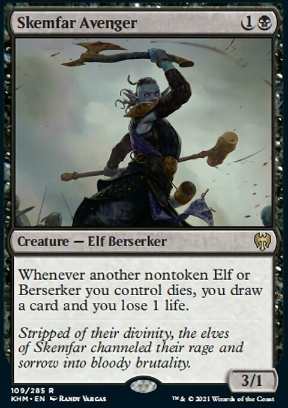 Skemfar Avenger 1
Creature — Elf Berserker
Whenever another nontoken Elf or
Berserker you control dies, you draw
a card and you lose 1 life.
Stripped of their divinity, the elves
of Skemfar channeled their rage and
sorrow into bloody brutality.
109/285 R
KHM • EN Randy Vargas
3/1
™ & © 2021 Wizards of the Coast